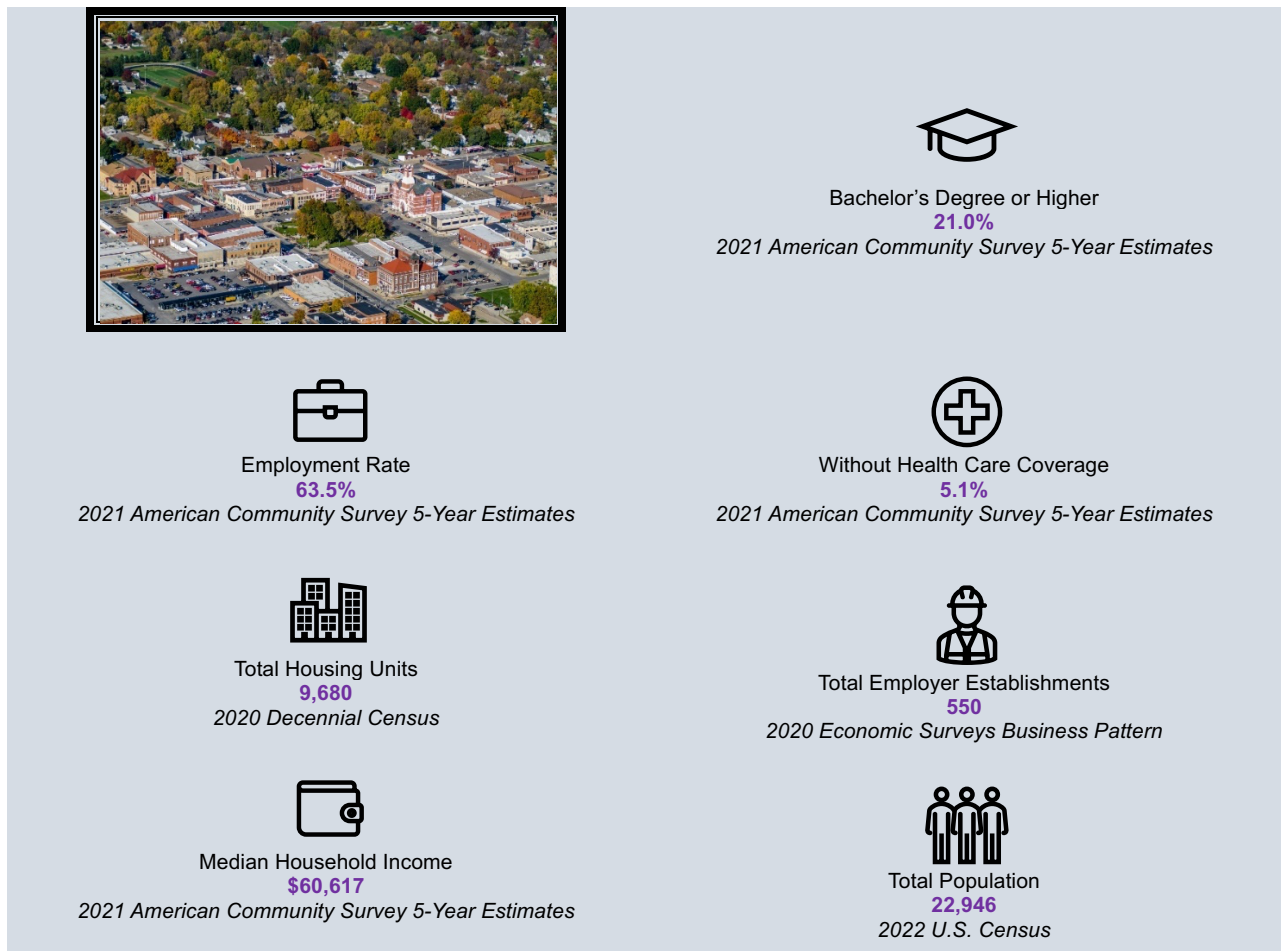 Bachelor’s Degree or Higher
21.0%
2021 American Community Survey 5-Year Estimates
Employment Rate
63.5%
2021 American Community Survey 5-Year Estimates
Without Health Care Coverage
5.1%
2021 American Community Survey 5-Year Estimates
Total Housing Units
9,680
2020 Decennial Census
Total Employer Establishments
550
2020 Economic Surveys Business Pattern
Median Household Income
$60,617
2021 American Community Survey 5-Year Estimates
Total Population
22,946
2022 U.S. Census